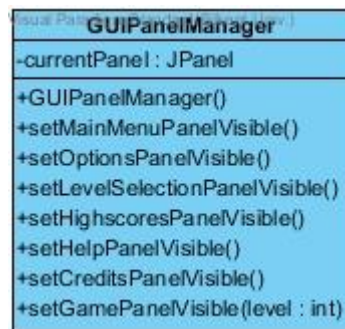 GUIPanelManager
-currentPanel : JPanel
+GUIPanelManager()
+setMainMenuPanelVisible()
+setOptionsPanelVisible()
+setLevelSelectionPanelVisible()
+setHighscoresPanelVisible()
+setHelpPanelVisible()
+setCreditsPanelVisible()
+setGamePanelVisible(level : int)